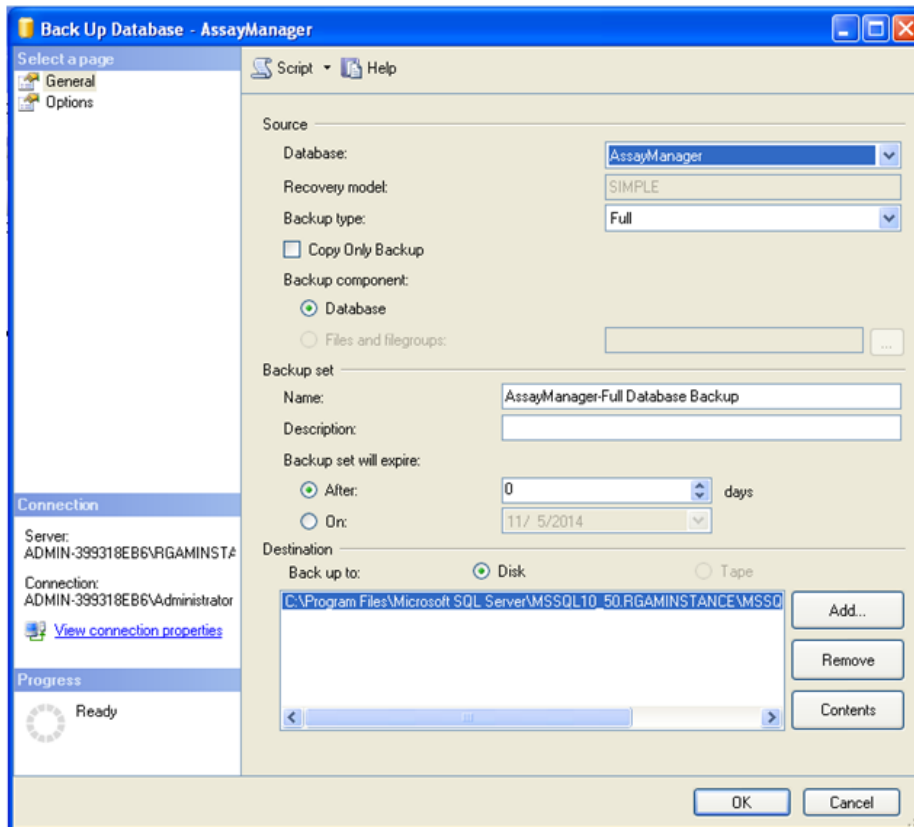 Back Up Database - AssayManager
Select a page
General
Options
Script
Help
Source
Database:
AssayManager
Recovery model:
SIMPLE
Backup type:
Full
Copy Only Backup
Backup component:
Database
Files and filegroups:
...
Backup set
Name:
AssayManager-Full Database Backup
Description:
Backup set will expire:
After:
0
days
On:
11/ 5/2014
Destination
Back up to:
Disk
Tape
C:\Program Files\Microsoft SQL Server\MSSQL10_50.RGAMINSTANCE\MSSQ
Add...
Remove
Contents
Connection
Server:
ADMIN-399318EB6\RGAMINSTA
Connection:
ADMIN-399318EB6\Administrator
View connection properties
Progress
Ready
OK
Cancel